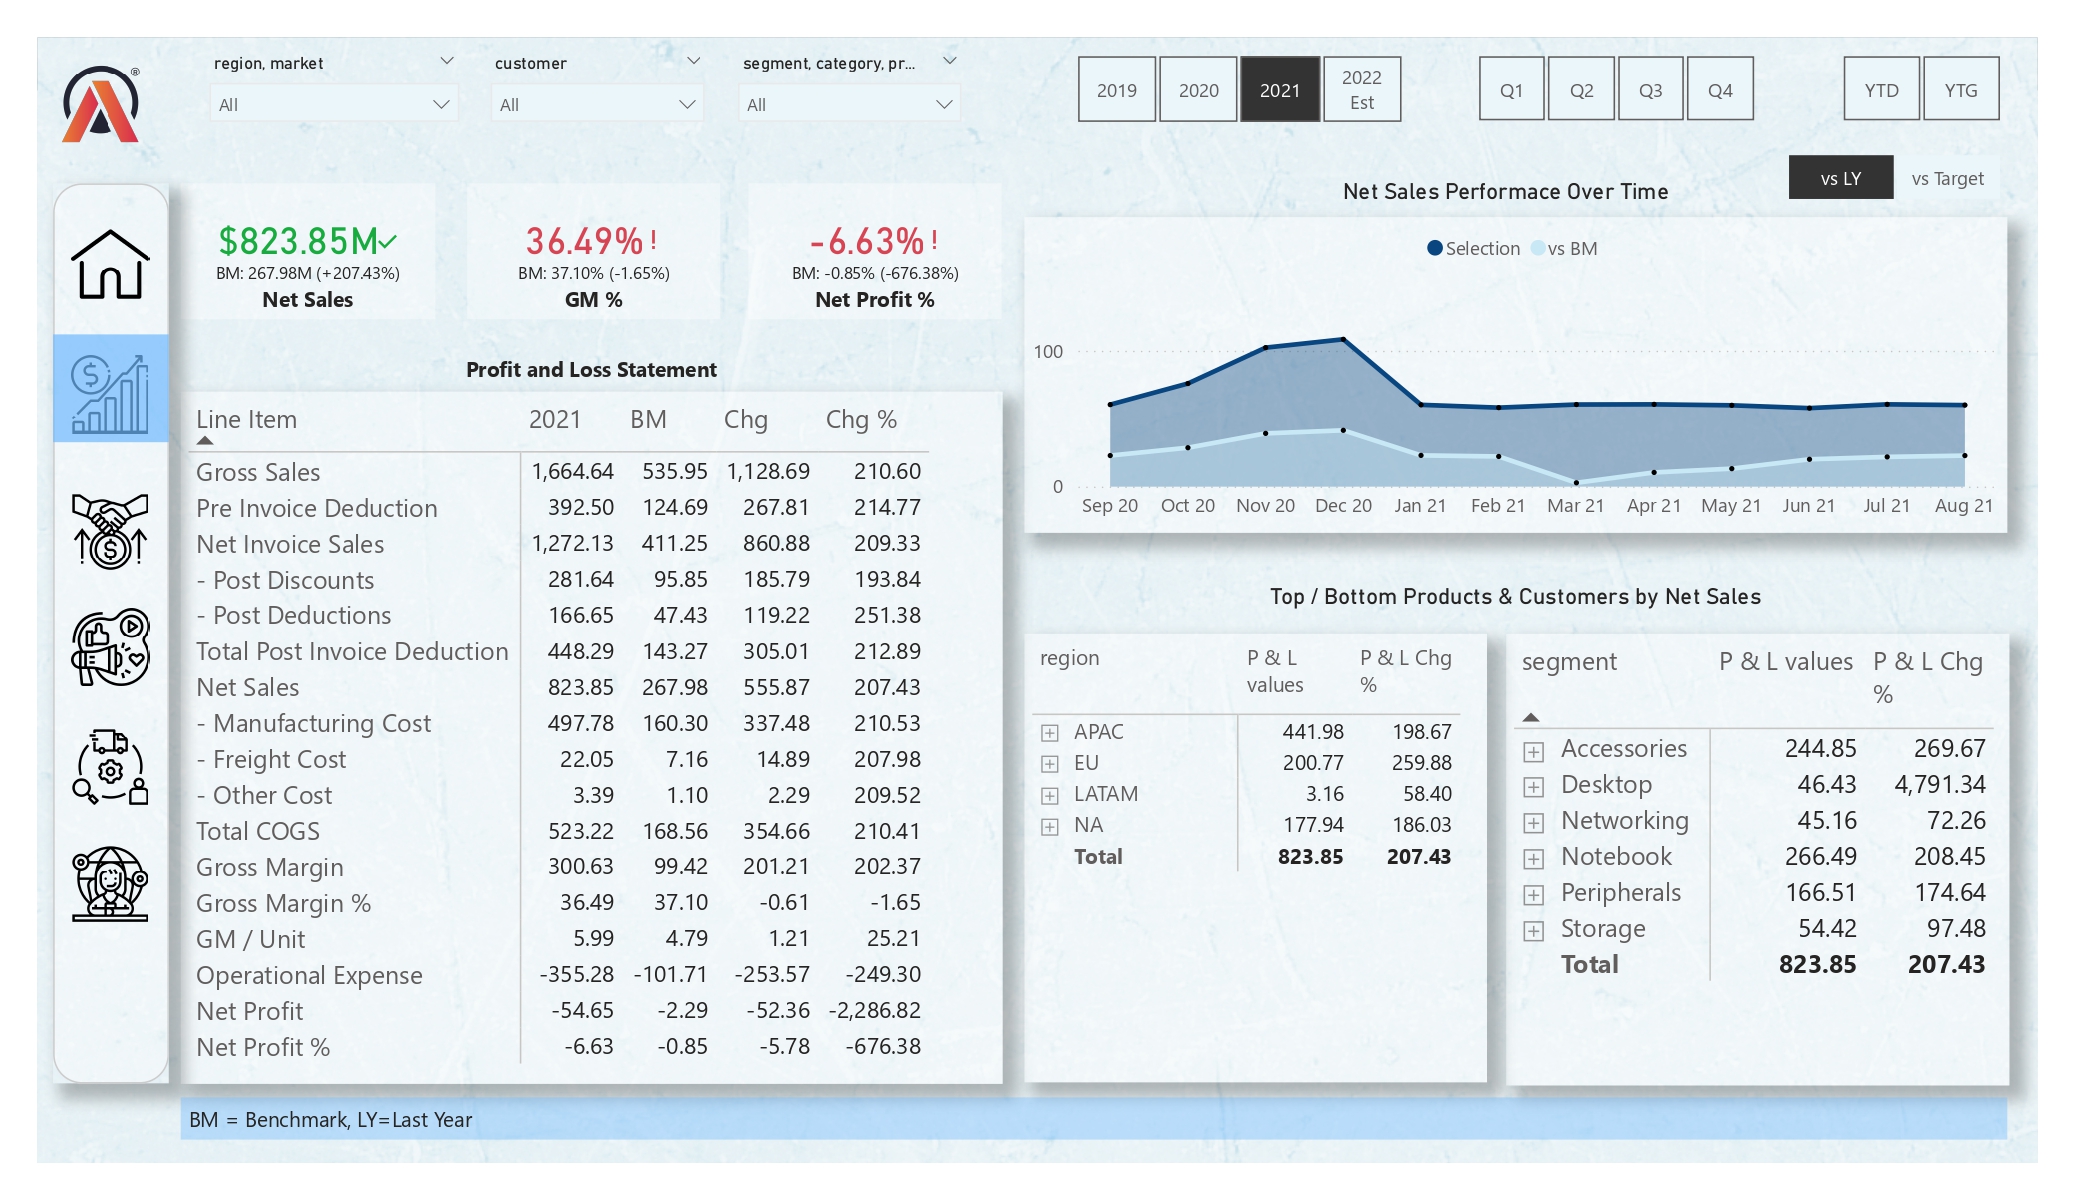 region, market
customer
segment, category, pr...
All
All
All
2019
2020
2021
2022
Est
Q1
Q2
Q3
Q4
YTD
YTG
®
vs LY
vs Target
$823.85M
BM: 267.98M (+207.43%)
Net Sales
36.49% !
BM: 37.10% (-1.65%)
GM %
-6.63% !
BM: -0.85% (-676.38%)
Net Profit %
Net Sales Performace Over Time
Selection vs BM
100
0
Sep 20 Oct 20 Nov 20 Dec 20 Jan 21 Feb 21 Mar 21 Apr 21 May 21 Jun 21 Jul 21 Aug 21
Profit and Loss Statement
Line Item 2021 BM Chg Chg %
Gross Sales 1,664.64 535.95 1,128.69 210.60
Pre Invoice Deduction 392.50 124.69 267.81 214.77
Net Invoice Sales 1,272.13 411.25 860.88 209.33
- Post Discounts 281.64 95.85 185.79 193.84
- Post Deductions 166.65 47.43 119.22 251.38
Total Post Invoice Deduction 448.29 143.27 305.01 212.89
Net Sales 823.85 267.98 555.87 207.43
- Manufacturing Cost 497.78 160.30 337.48 210.53
- Freight Cost 22.05 7.16 14.89 207.98
- Other Cost 3.39 1.10 2.29 209.52
Total COGS 523.22 168.56 354.66 210.41
Gross Margin 300.63 99.42 201.21 202.37
Gross Margin % 36.49 37.10 -0.61 -1.65
GM / Unit 5.99 4.79 1.21 25.21
Operational Expense -355.28 -101.71 -253.57 -249.30
Net Profit -54.65 -2.29 -52.36 -2,286.82
Net Profit % -6.63 -0.85 -5.78 -676.38
Top / Bottom Products & Customers by Net Sales
region P & L values P & L Chg %
APAC 441.98 198.67
EU 200.77 259.88
LATAM 3.16 58.40
NA 177.94 186.03
Total 823.85 207.43
segment P & L values P & L Chg %
Accessories 244.85 269.67
Desktop 46.43 4,791.34
Networking 45.16 72.26
Notebook 266.49 208.45
Peripherals 166.51 174.64
Storage 54.42 97.48
Total 823.85 207.43
BM = Benchmark, LY=Last Year